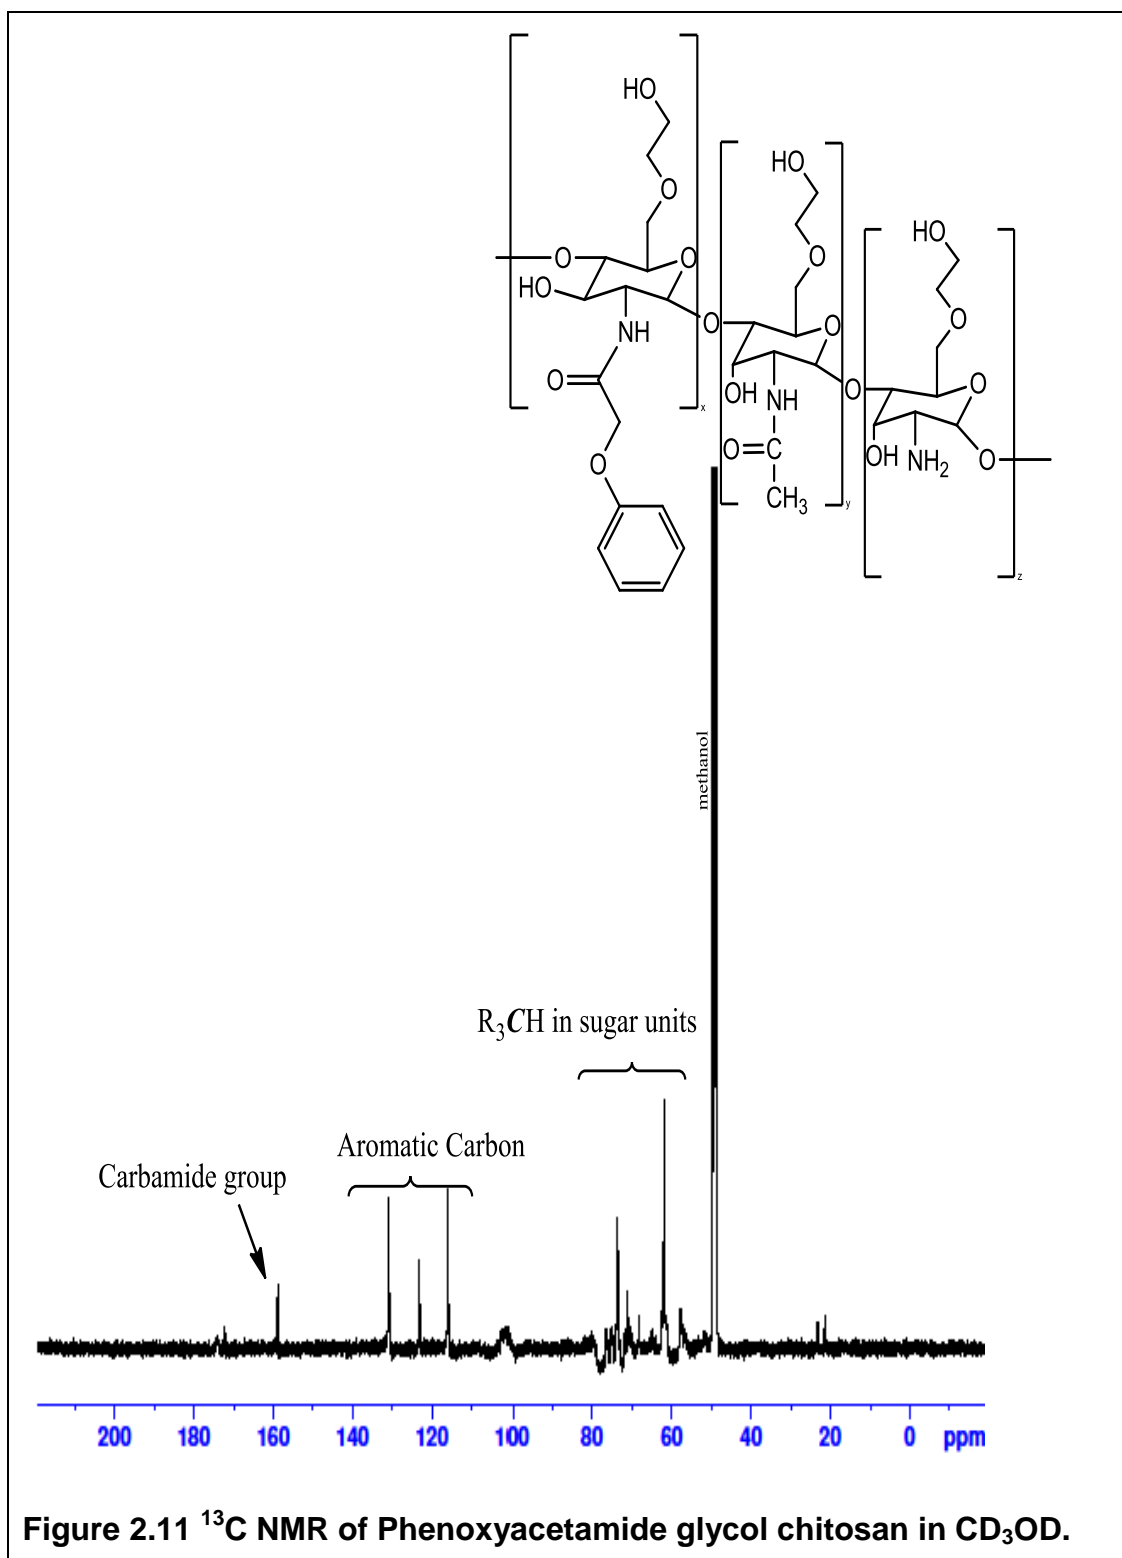 HO
O
O
O
HO
NH
O
O
x
HO
O
O
O
OH
NH
O=C
CH₃
y
HO
O
O
OH
NH₂
O
z
methanol
R₃CH in sugar units
Aromatic Carbon
Carbamide group
200 180 160 140 120 100 80 60 40 20 0 ppm
Figure 2.11 ¹³C NMR of Phenoxyacetamide glycol chitosan in CD₃OD.